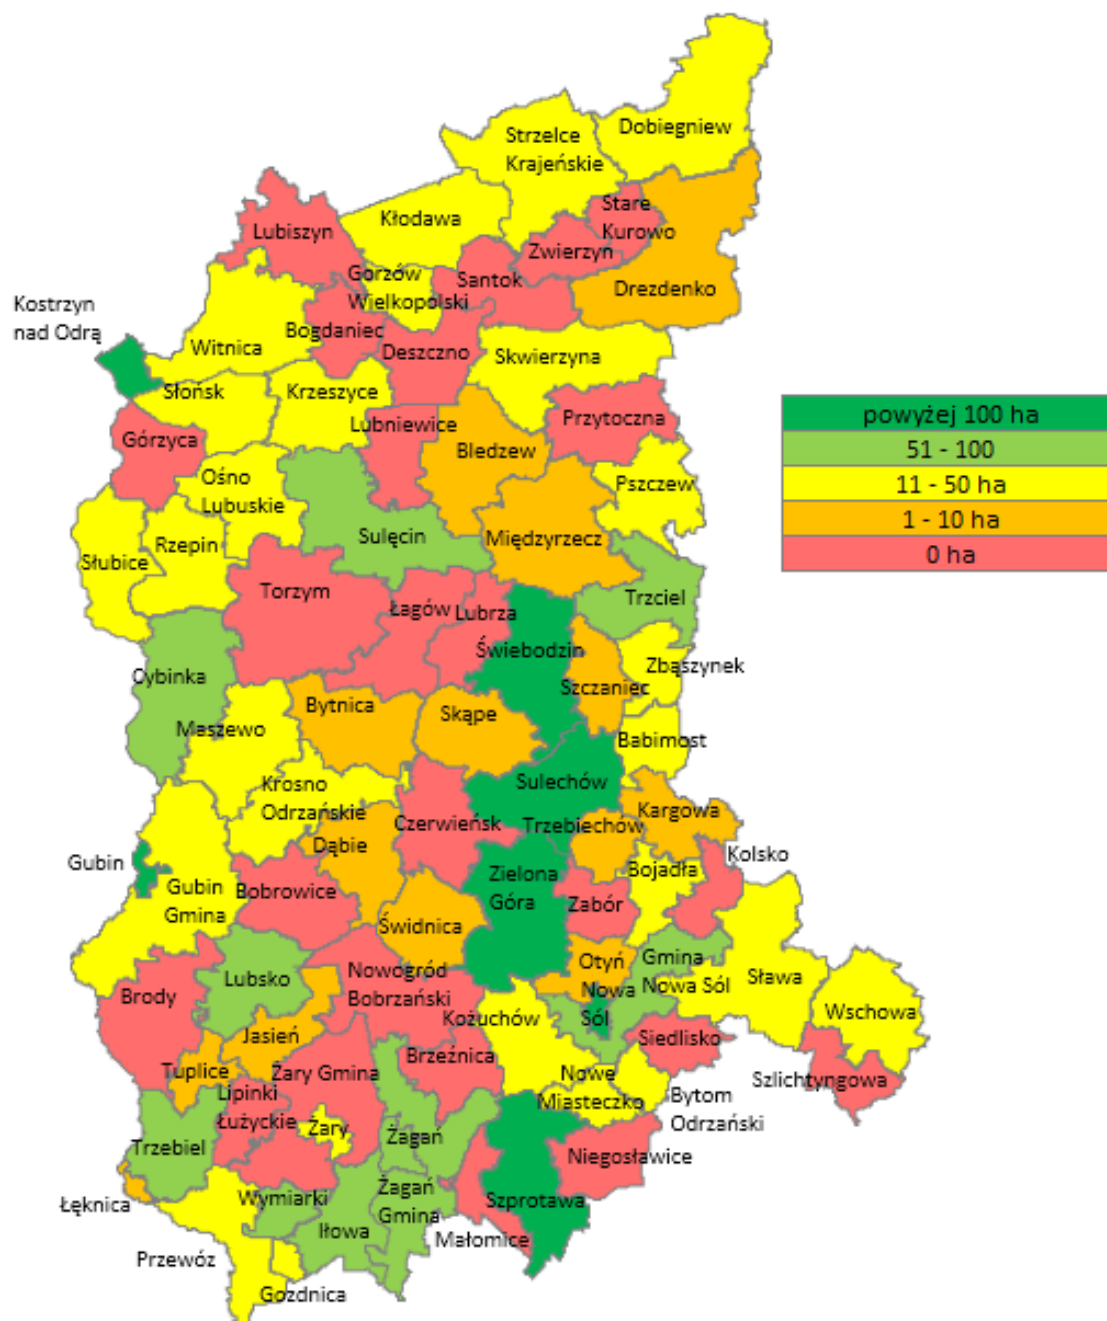 Dobiegniew
Strzelce
Krajeńskie
Stare
Kurowo
Kłodawa
Lubiszyn
Zwierzyń
Gorzów
Wielkopolski
Santok
Drezdenko
Kostrzyn
nad Odrą
Witnica
Bogdaniec
Deszczno
Skwierzyna
Słońsk
Krzeszyce
Lubniewice
Przytoczna
powyżej 100 ha
51 - 100
11 - 50 ha
1 - 10 ha
0 ha
Górzyca
Bledzew
Ośno
Lubuskie
Pszczew
Słubice
Rzepin
Sulęcin
Międzyrzecz
Torzym
Łagów
Lubrza
Trzciel
Świebodzin
Zbąszynek
Cybinka
Szczaniec
Bytnica
Skąpe
Maszewo
Babimost
Krosno
Odrzańskie
Sulechów
Czerwieńsk
Trzebiechów
Kargowa
Dąbie
Kolsko
Gubin
Gubin
Gmina
Bobrowice
Zielona
Góra
Bojadła
Zabór
Świdnica
Otyń
Gmina
Nowa Sól
Sława
Lubsko
Nowogród
Bobrzański
Nowa
Sól
Brody
Wschowa
Kożuchów
Jasień
Brzeźnica
Siedlisko
Tuplice
Żary Gmina
Nowe
Miasteczko
Szlichtyngowa
Bytom
Odrzański
Lipinki
Łużyckie
Żary
Żagań
Trzebiel
Niegosławice
Łęknica
Wymiarki
Żagań
Gmina
Szprotawa
Iłowa
Małomice
Przewóz
Gozdnica